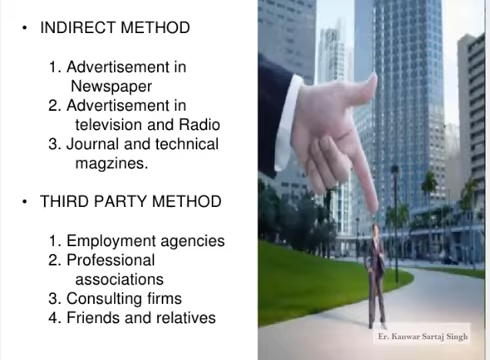 • INDIRECT METHOD
1. Advertisement in
Newspaper
2. Advertisement in
television and Radio
3. Journal and technical
magzines.
• THIRD PARTY METHOD
1. Employment agencies
2. Professional
associations
3. Consulting firms
4. Friends and relatives
Er. Kanwar Sartaj Singh